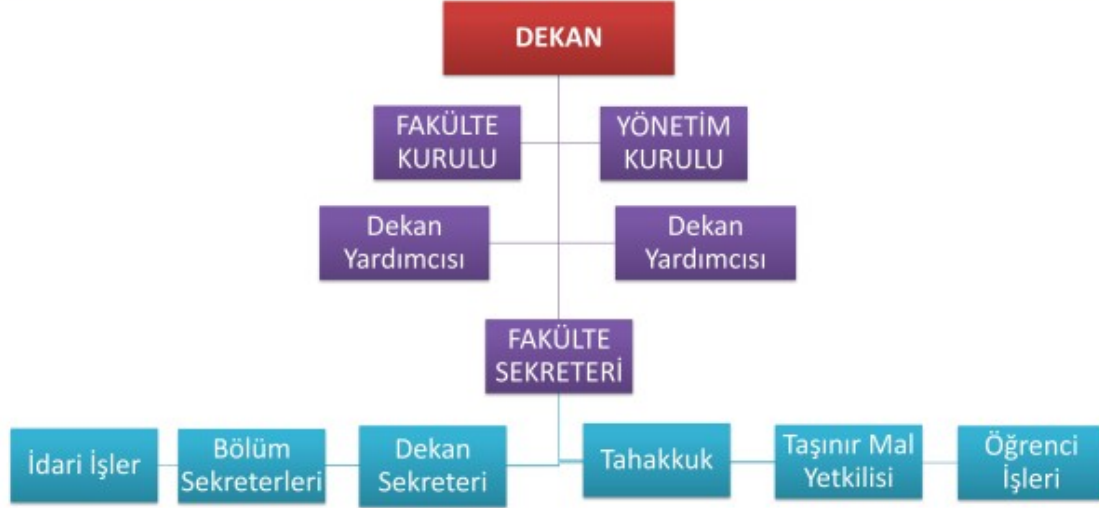 DEKAN
FAKÜLTE
KURULU
YÖNETİM
KURULU
Dekan
Yardımcısı
Dekan
Yardımcısı
FAKÜLTE
SEKRETERİ
İdari İşler
Bölüm
Sekreterleri
Dekan
Sekreteri
Tahakkuk
Taşınır Mal
Yetkilisi
Öğrenci
İşleri